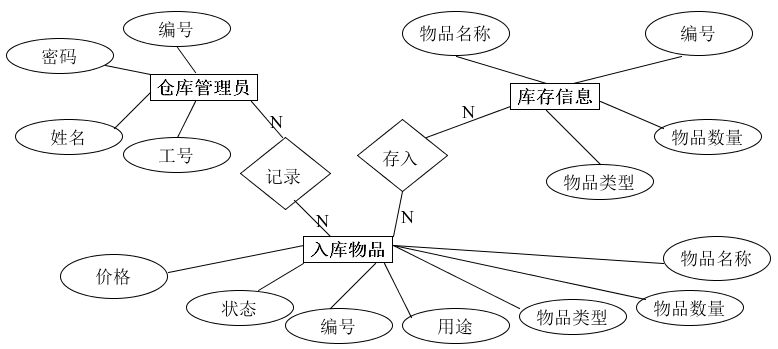 编号
物品名称
编号
密码
仓库管理员
库存信息
N
N
姓名
工号
存入
物品数量
记录
物品类型
N
N
入库物品
物品名称
价格
状态
编号
用途
物品类型
物品数量